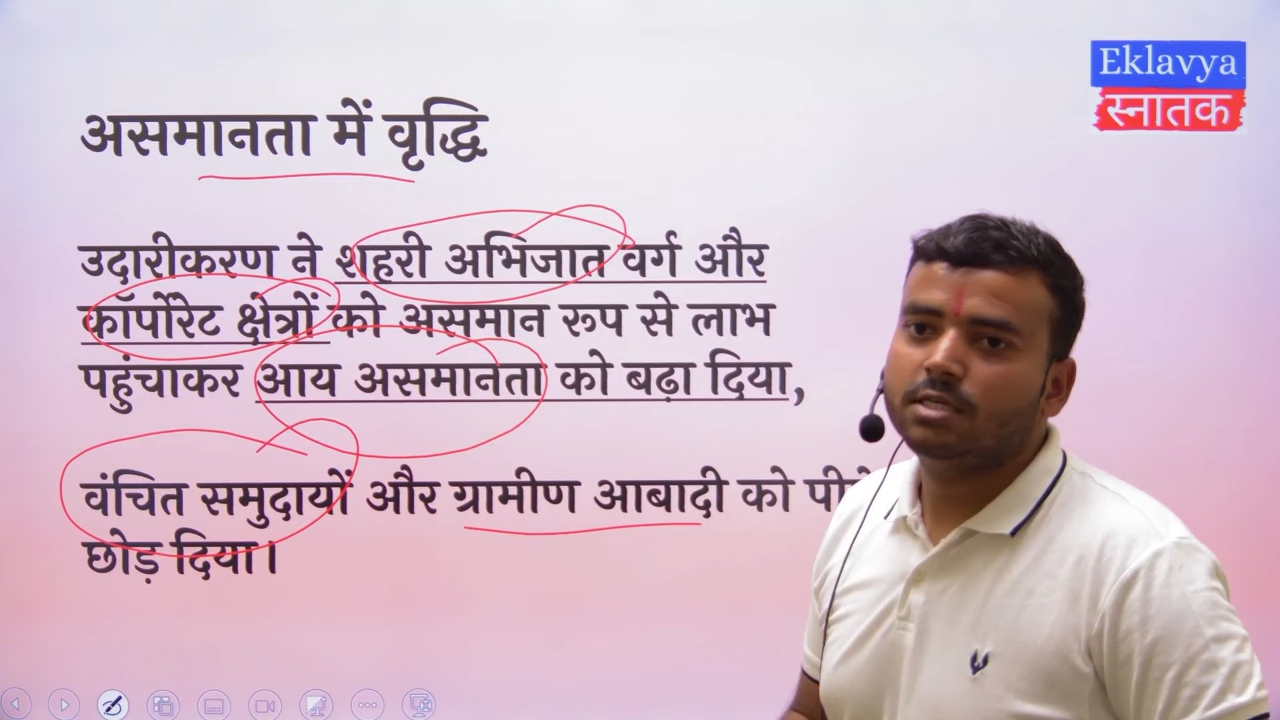 Eklavya
स्नातक
असमानता में वृद्धि
उदारीकरण ने शहरी अभिजात वर्ग और
कॉर्पोरेट क्षेत्रों को असमान रूप से लाभ
पहुंचाकर आय असमानता को बढ़ा दिया,
वंचित समुदायों और ग्रामीण आबादी को
छोड़ दिया।